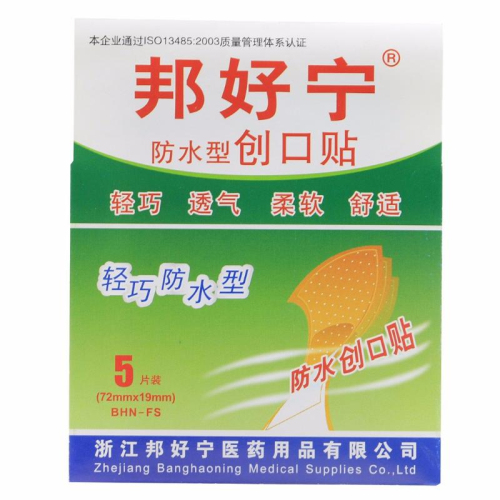 本企业通过ISO13485:2003质量管理体系认证
邦好宁®
防水型创口贴
轻巧 透气 柔软 舒适
轻巧防水型
防水创口贴
5片装
(72mmx19mm)
BHN-FS
浙江邦好宁医药用品有限公司
Zhejiang Banghaoning Medical Supplies Co.,Ltd